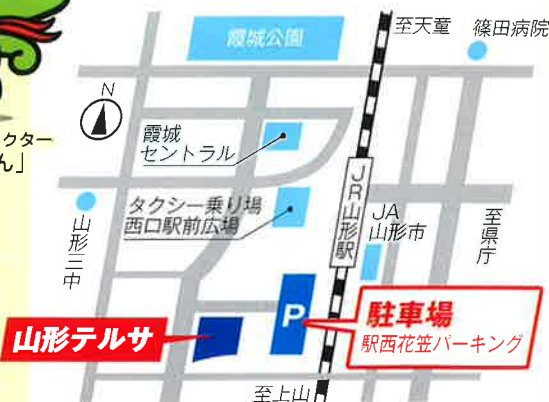 霞城公園
至天童
篠田病院
N
クター
ん」
霞城
セントラル
JR山形駅
タクシー乗り場
西口駅前広場
JA
山形市
至県庁
山形三中
P
駐車場
駅西花笠パーキング
山形テルサ
至上山